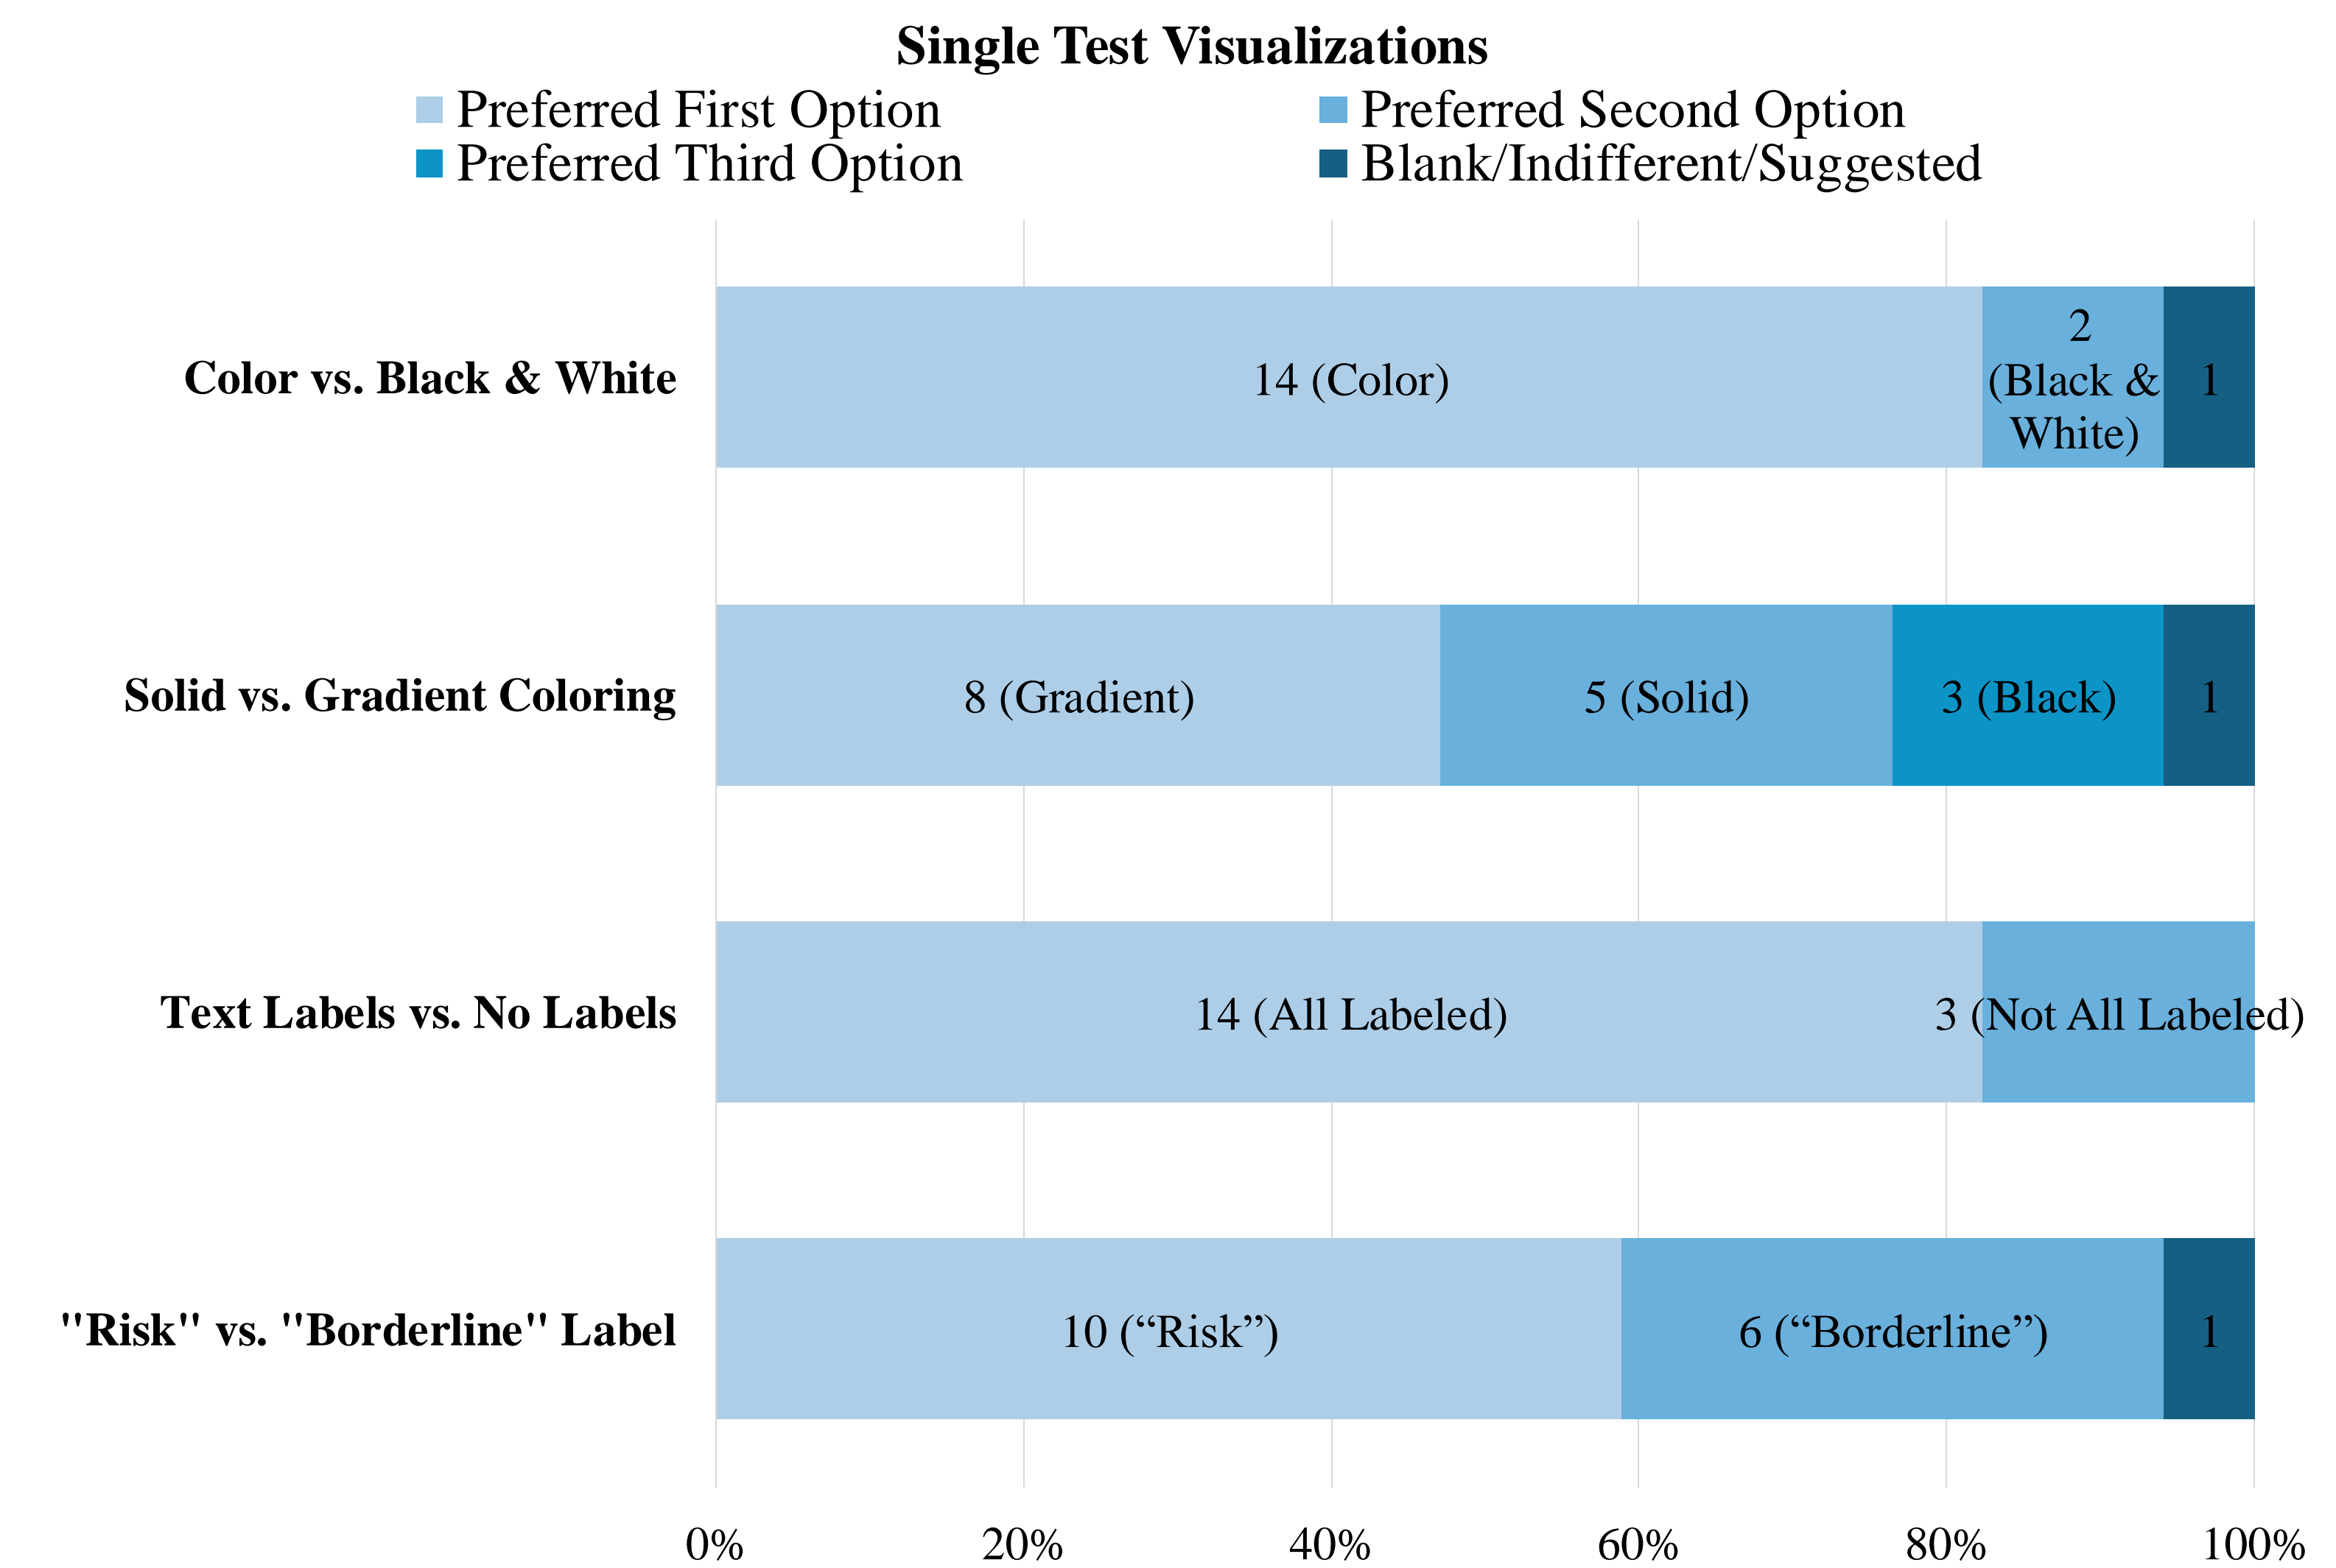 Single Test Visualizations
Preferred First Option
Preferred Second Option
Preferred Third Option
Blank/Indifferent/Suggested
Color vs. Black & White
14 (Color)
2
(Black &
White)
1
Solid vs. Gradient Coloring
8 (Gradient)
5 (Solid)
3 (Black)
1
Text Labels vs. No Labels
14 (All Labeled)
3 (Not All Labeled)
"Risk" vs. "Borderline" Label
10 (“Risk”)
6 (“Borderline”)
1
0%
20%
40%
60%
80%
100%